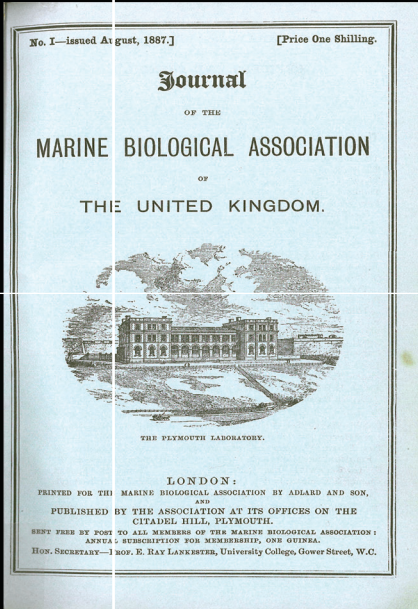 No. I—issued August, 1887.] [Price One Shilling.
Journal
OF THE
MARINE BIOLOGICAL ASSOCIATION
OF
THE UNITED KINGDOM.
THE PLYMOUTH LABORATORY.
LONDON:
PRINTED FOR THE MARINE BIOLOGICAL ASSOCIATION BY ADLARD AND SON,
AND
PUBLISHED BY THE ASSOCIATION AT ITS OFFICES ON THE
CITADEL HILL, PLYMOUTH.
SENT FREE BY POST TO ALL MEMBERS OF THE MARINE BIOLOGICAL ASSOCIATION:
ANNUAL SUBSCRIPTION FOR MEMBERSHIP, ONE GUINEA.
HON. SECRETARY—PROF. E. RAY LANKESTER, University College, Gower Street, W.C.